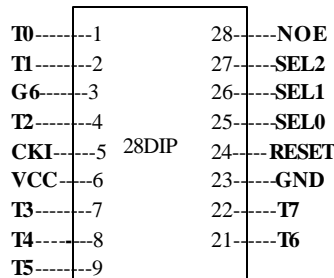 T0--------1 28------NOE
T1--------2 27------SEL2
G6-------3 26------SEL1
T2--------4 25------SEL0
CKI------5 28DIP 24-----RESET
VCC-----6 23------GND
T3--------7 22------T7
T4--------8 21------T6
T5--------9